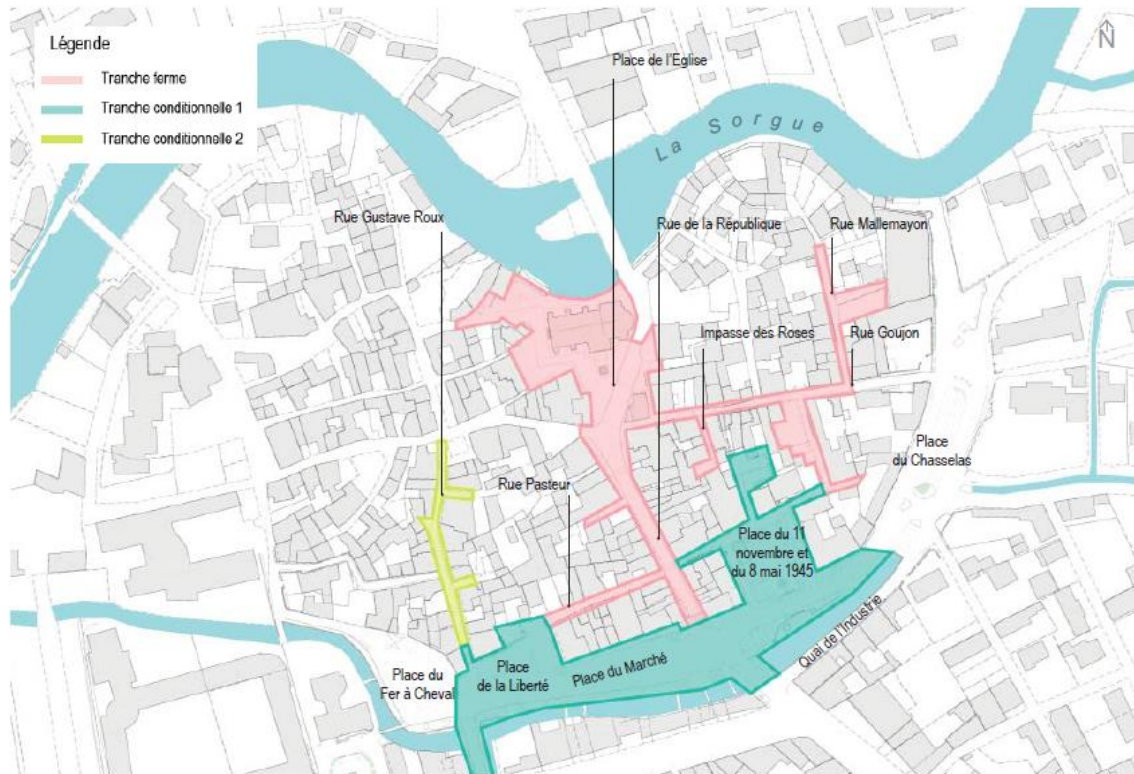 Légende
Tranche ferme
Tranche conditionnelle 1
Tranche conditionnelle 2
N
Place de l'Eglise
La Sorgue
Rue Gustave Roux
Rue de la République
Rue Mallemayon
Impasse des Roses
Rue Goujon
Place
du Chasselas
Rue Pasteur
Place du 11
novembre et
du 8 mai 1945
Quai de l'Industrie
Place du Marché
Place
de la Liberté
Place du
Fer à Cheval